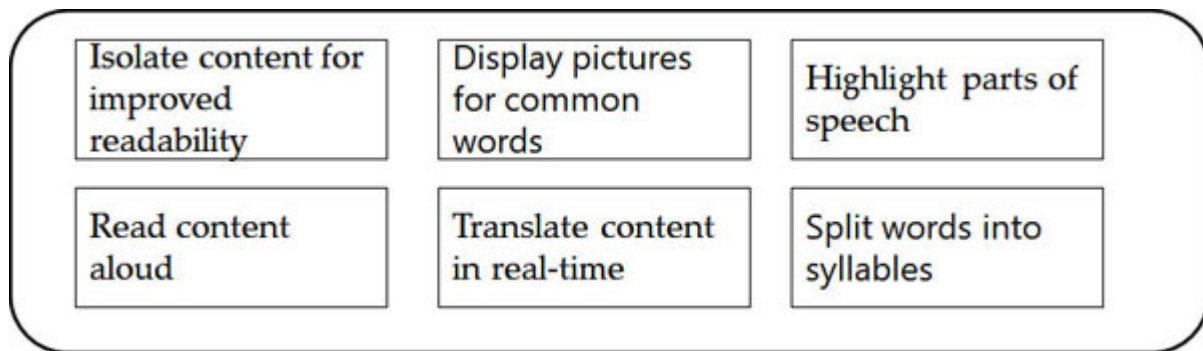 Isolate content for
improved
readability
Display pictures
for common
words
Highlight parts of
speech
Read content
aloud
Translate content
in real-time
Split words into
syllables